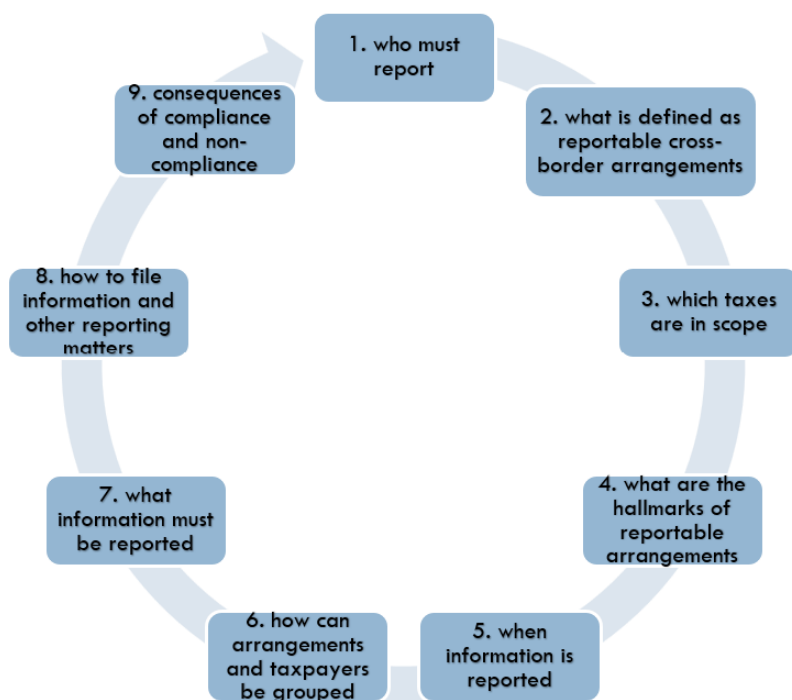 1. who must
report
2. what is defined as
reportable cross-
border arrangements
3. which taxes
are in scope
4. what are the
hallmarks of
reportable
arrangements
5. when
information is
reported
6. how can
arrangements
and taxpayers
be grouped
7. what
information must
be reported
8. how to file
information and
other reporting
matters
9. consequences
of compliance
and non-
compliance